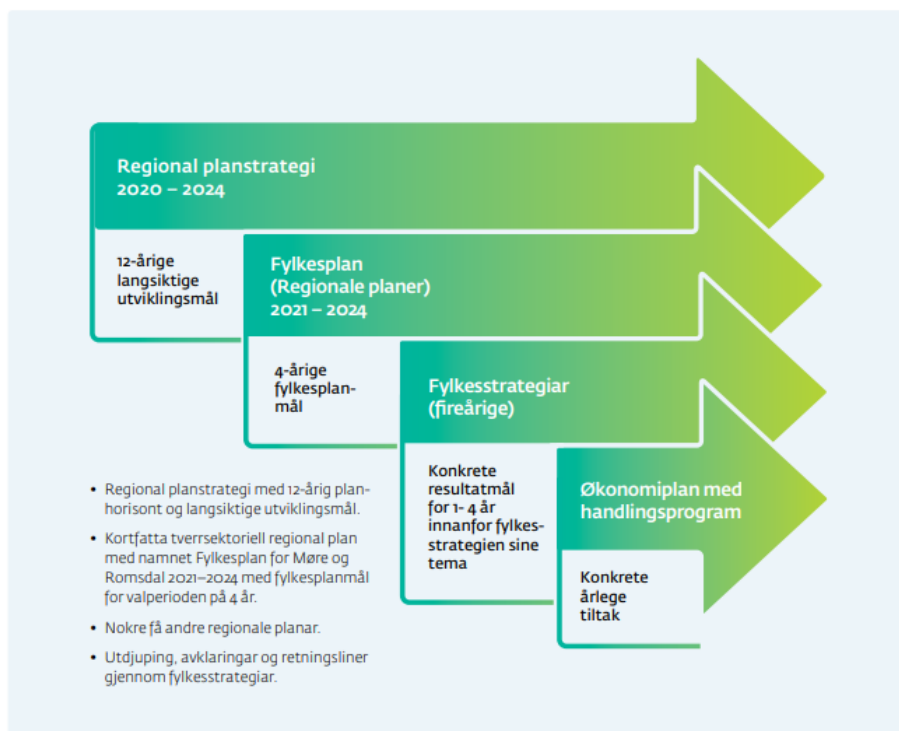 Regional planstrategi
2020 – 2024
12-årige
langsiktige
utviklingsmål
Fylkesplan
(Regionale planer)
2021 – 2024
4-årige
fylkesplan-
mål
Fylkesstrategiar
(fireårige)
Konkrete
resultatmål
for 1- 4 år
innanfor fylkes-
strategien sine
tema
Økonomiplan med
handlingsprogram
Konkrete
årlege
tiltak
• Regional planstrategi med 12-årig plan-
horisont og langsiktige utviklingsmål.
• Kortfatta tverrsektoriell regional plan
med namnet Fylkesplan for Møre og
Romsdal 2021–2024 med fylkesplanmål
for valperioden på 4 år.
• Nokre få andre regionale planar.
• Utdjuping, avklaringar og retningsliner
gjennom fylkesstrategiar.